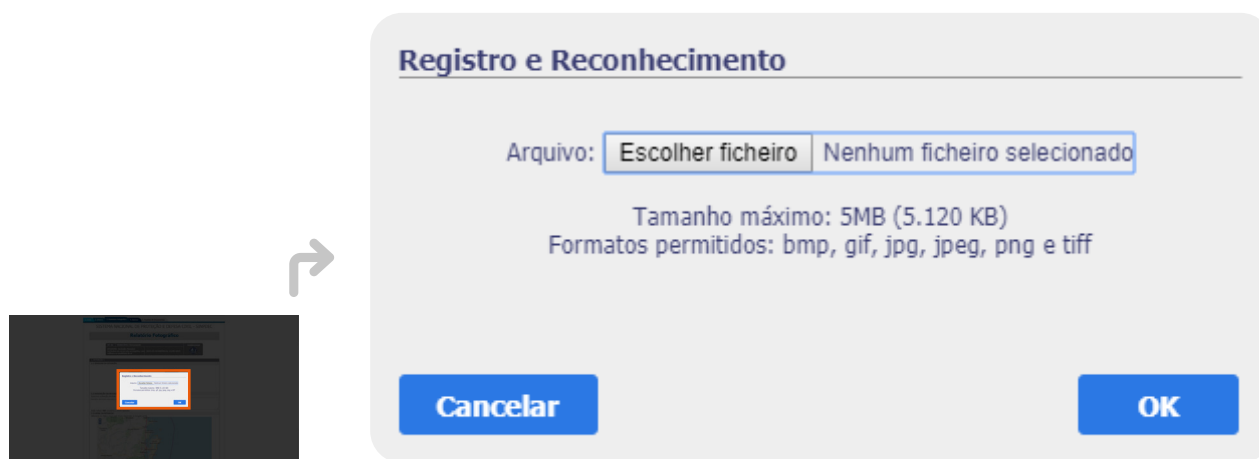 Registro e Reconhecimento
Arquivo: Escolher ficheiro Nenhum ficheiro selecionado
Tamanho máximo: 5MB (5.120 KB)
Formatos permitidos: bmp, gif, jpg, jpeg, png e tiff
Cancelar OK